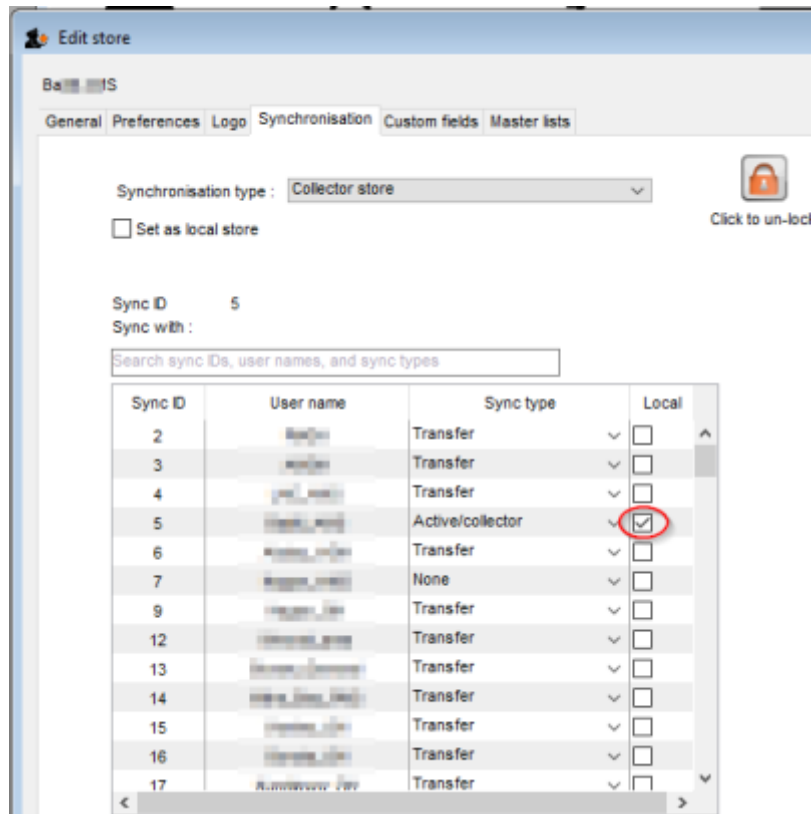 Edit store
General Preferences Logo Synchronisation Custom fields Master lists
Synchronisation type : Collector store
Click to un-lock
Set as local store
Sync ID 5
Sync with :
Search sync IDs, user names, and sync types
Sync ID User name Sync type Local
2 Transfer
3 Transfer
4 Transfer
5 Active/collector
6 Transfer
7 None
9 Transfer
12 Transfer
13 Transfer
14 Transfer
15 Transfer
16 Transfer
17 Transfer